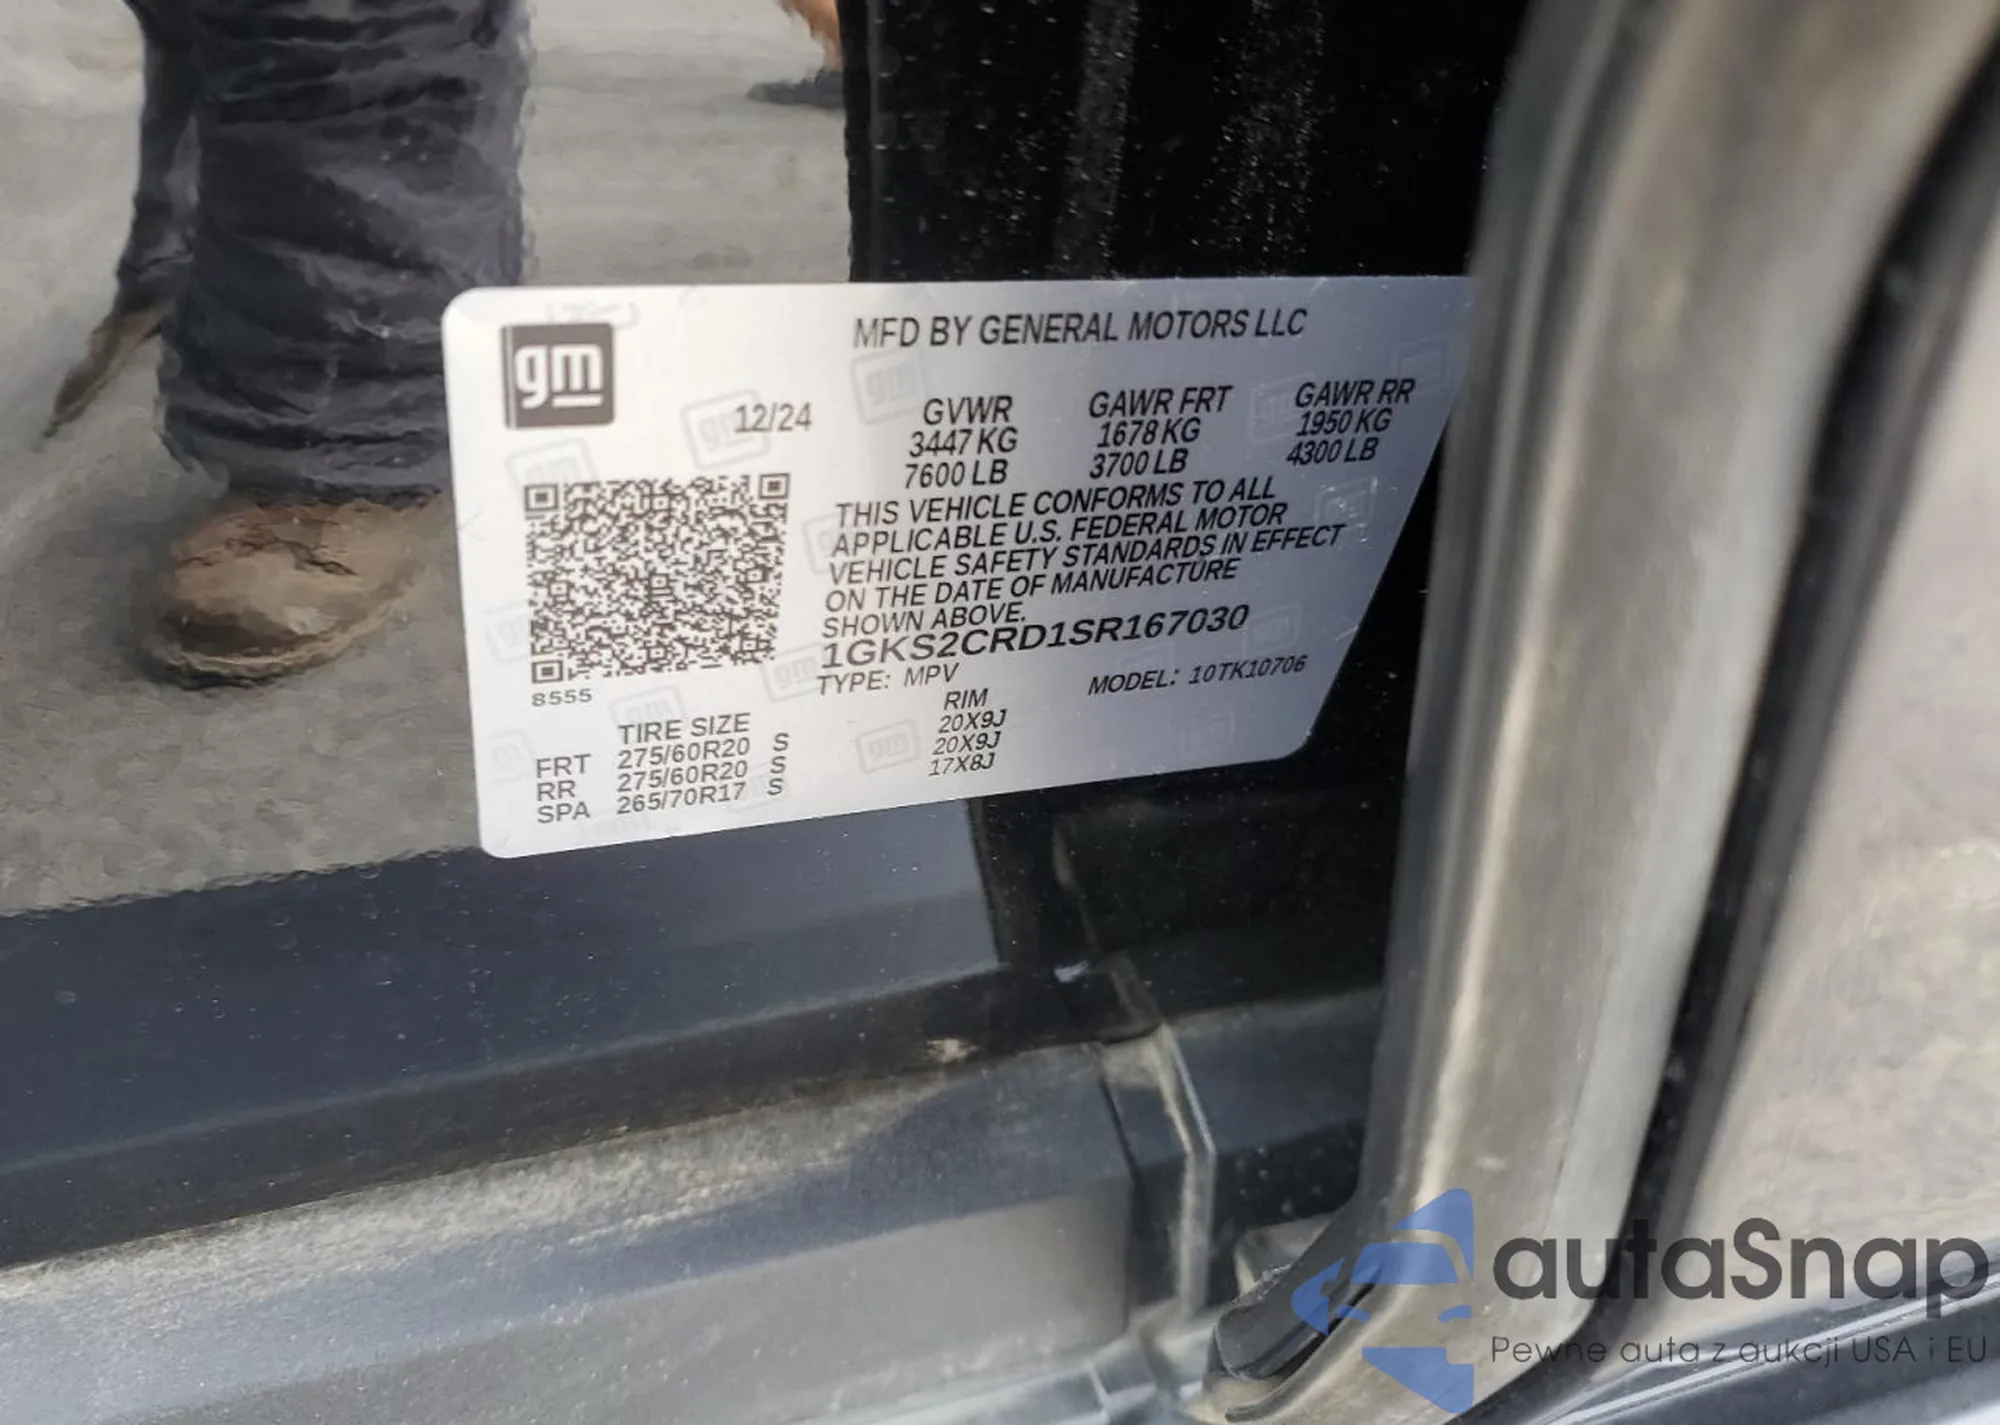 gm
MFD BY GENERAL MOTORS LLC
12/24
GVWR GAWR FRT GAWR RR
3447 KG 1678 KG 1950 KG
7600 LB 3700 LB 4300 LB
THIS VEHICLE CONFORMS TO ALL
APPLICABLE U.S. FEDERAL MOTOR
VEHICLE SAFETY STANDARDS IN EFFECT
ON THE DATE OF MANUFACTURE
SHOWN ABOVE.
1GKS2CRD1SR167030
TYPE: MPV MODEL: 10TK10706
8555
TIRE SIZE RIM
FRT 275/60R20 S 20X9J
RR 275/60R20 S 20X9J
SPA 265/70R17 S 17X8J
autaSnap
Pewne auta z aukcji USA i EU